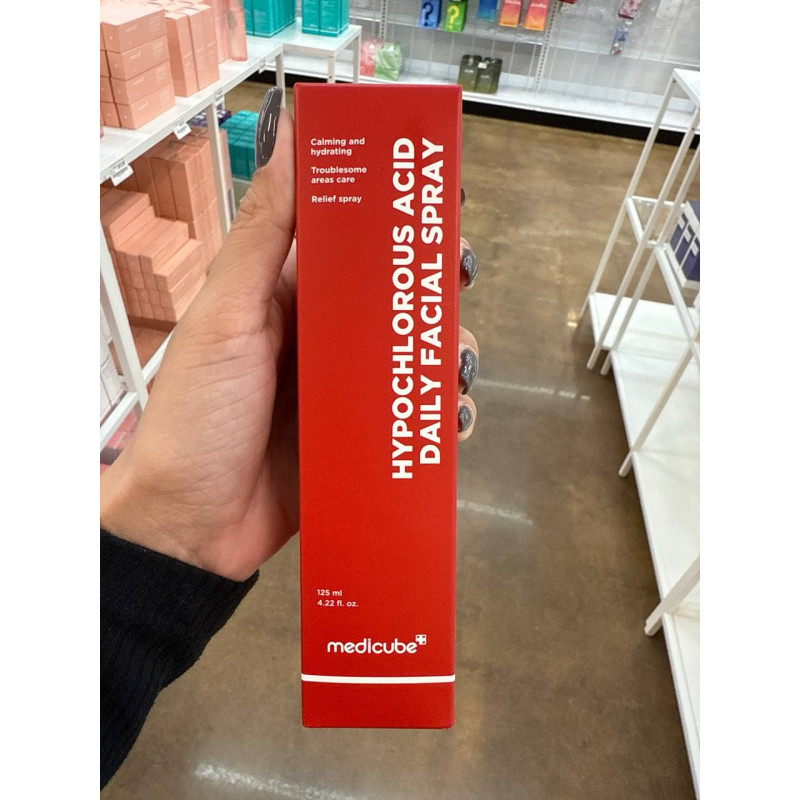 Calming and
hydrating
Troublesome
areas care
Relief spray
HYPOCHLOROUS ACID
DAILY FACIAL SPRAY
125 ml
4.22 fl. oz.
medicube